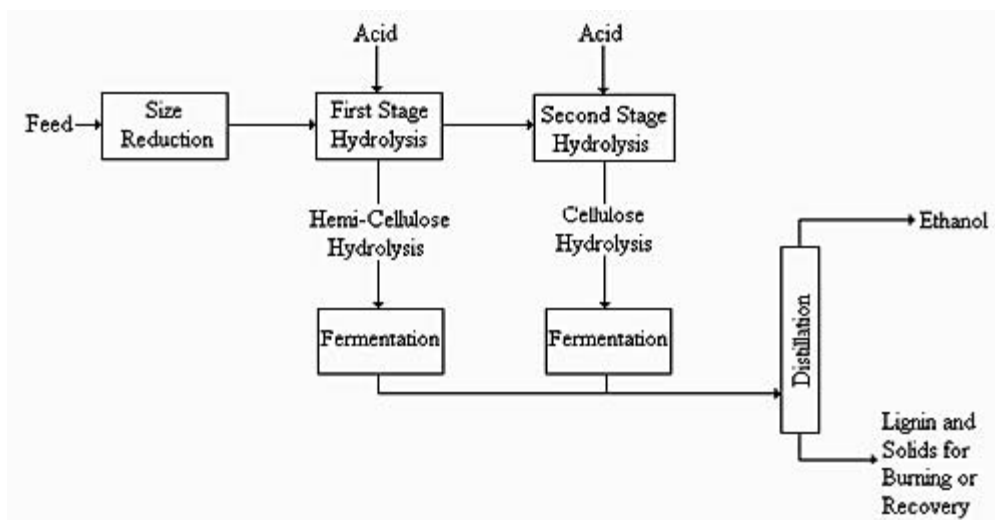 Acid
Acid
Feed
Size
Reduction
First Stage
Hydrolysis
Second Stage
Hydrolysis
Hemi-Cellulose
Hydrolysis
Cellulose
Hydrolysis
Ethanol
Fermentation
Fermentation
Distillation
Lignin and
Solids for
Burning or
Recovery